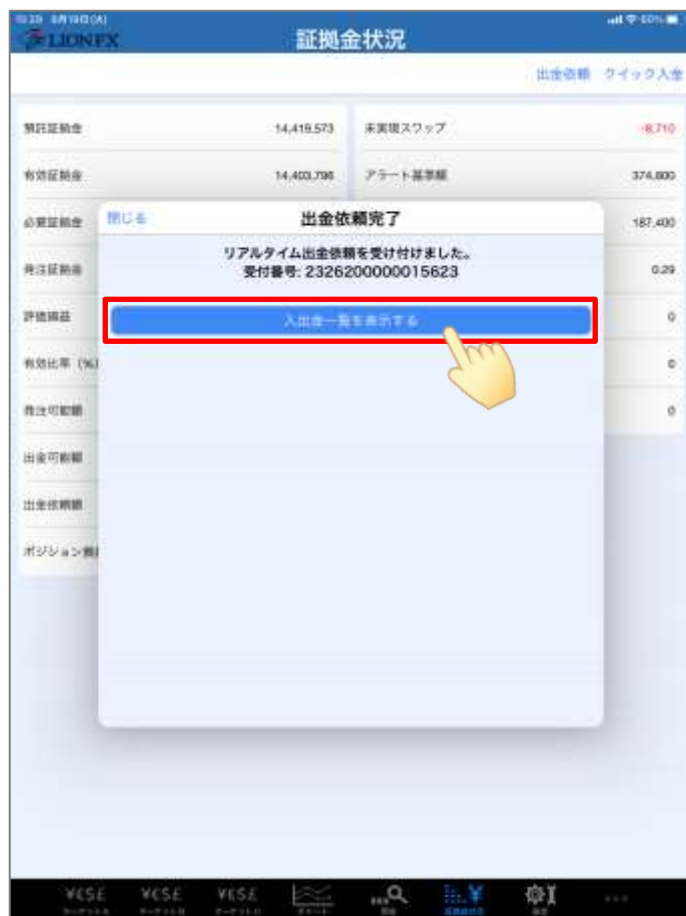 LION FX
証拠金状況
出金依頼 クイック入金
預託証拠金 14,419,573 未実現スワップ -8,710
有効証拠金 14,403,796 アラート基準額 374,800
必要証拠金 187,400
発注証拠金 0.29
評価損益 0
有効比率 (%) 0
発注可能額 0
出金可能額
出金依頼額
ポジション損
閉じる 出金依頼完了
リアルタイム出金依頼を受け付けました。
受付番号: 23262000000015623
入出金一覧を表示する
¥€$£ ¥€$£ ¥€$£